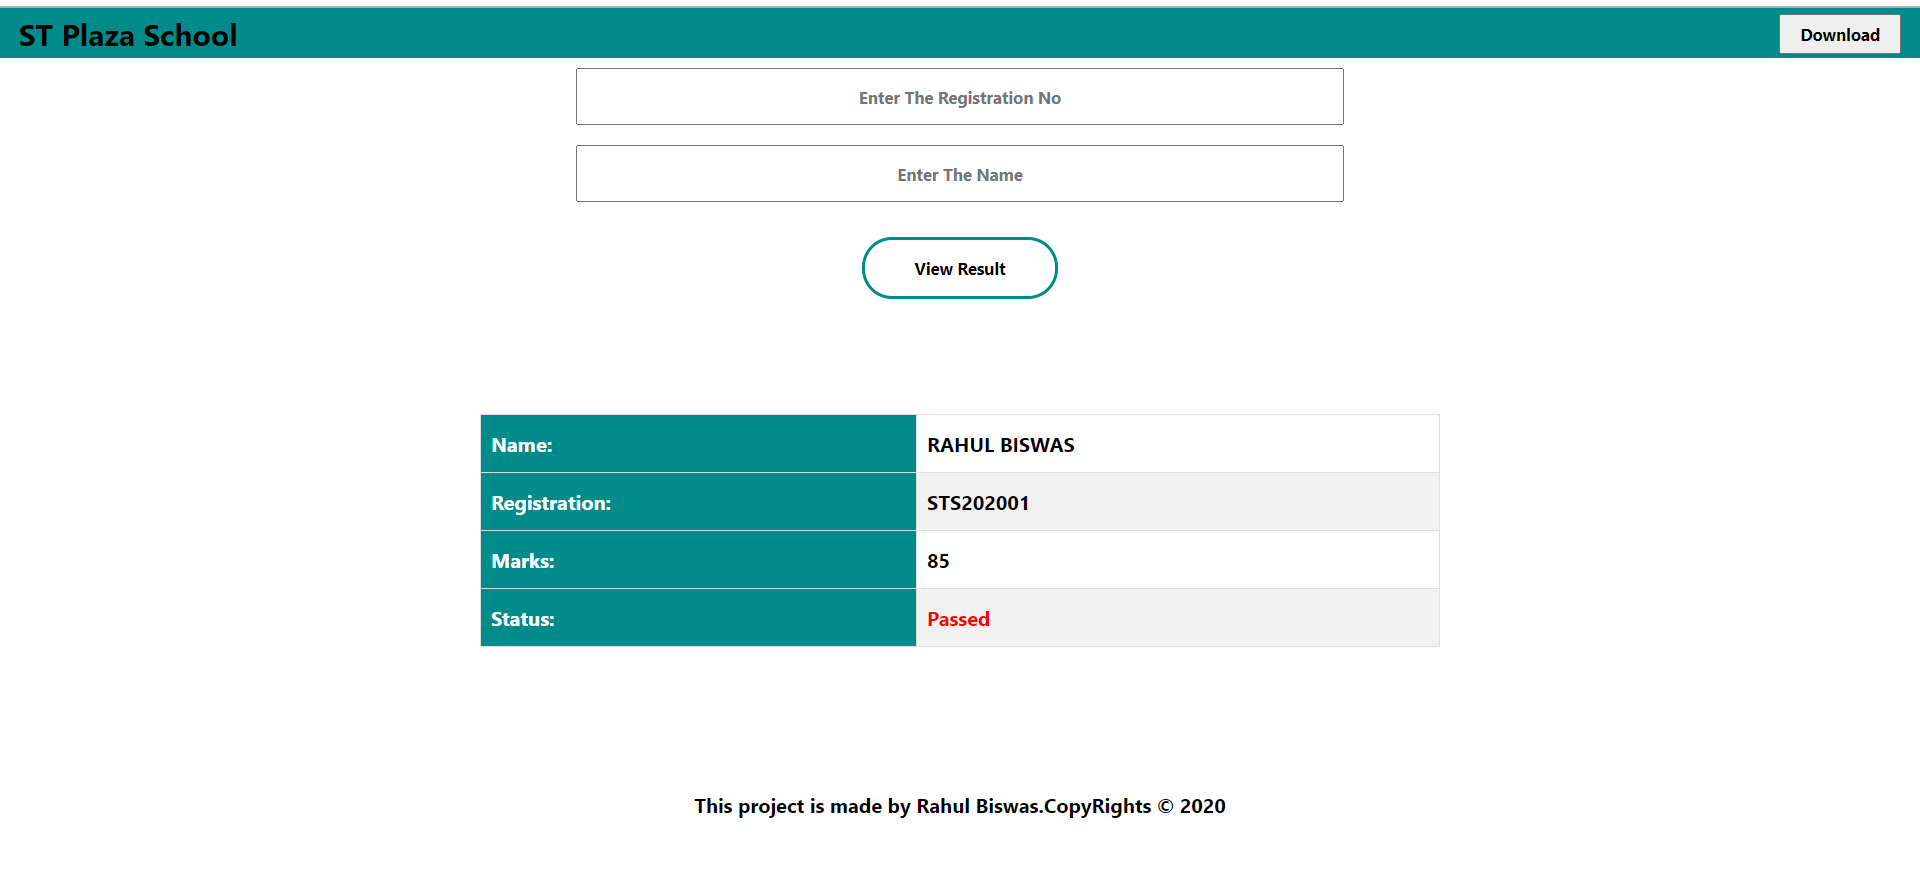 ST Plaza School Download
Enter The Registration No
Enter The Name
View Result
Name: RAHUL BISWAS
Registration: STS202001
Marks: 85
Status: Passed
This project is made by Rahul Biswas.CopyRights © 2020